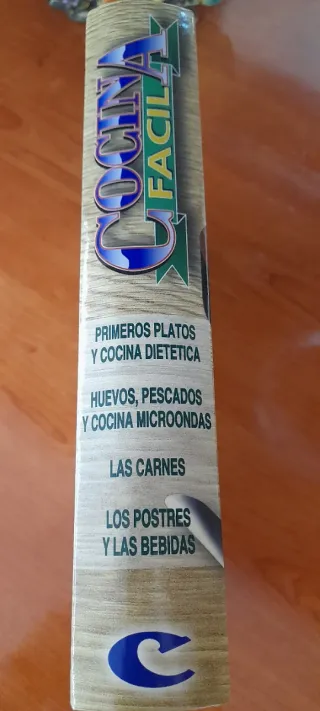 COCINA
FACIL
PRIMEROS PLATOS
Y COCINA DIETETICA
HUEVOS, PESCADOS
Y COCINA MICROONDAS
LAS CARNES
LOS POSTRES
Y LAS BEBIDAS
C